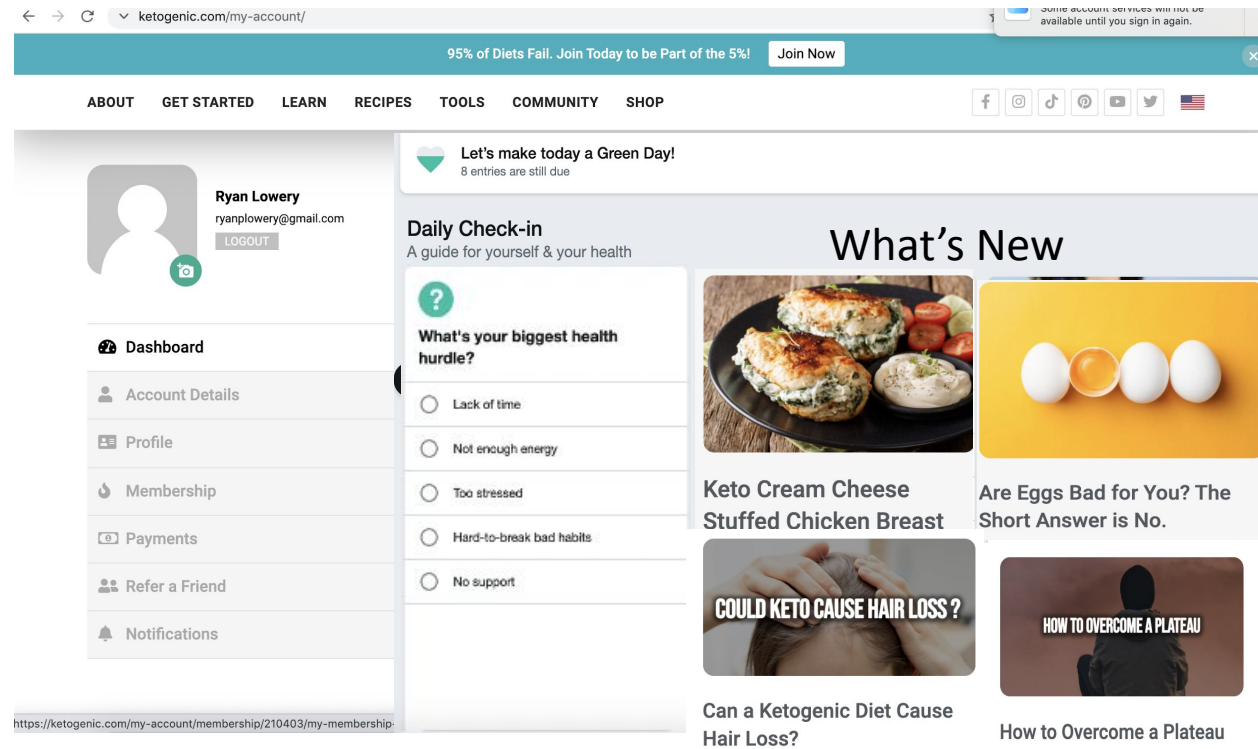 ketogenic.com/my-account/
Some account services will not be
available until you sign in again.
95% of Diets Fail. Join Today to be Part of the 5%!
Join Now
ABOUT
GET STARTED
LEARN
RECIPES
TOOLS
COMMUNITY
SHOP
Let's make today a Green Day!
8 entries are still due
Ryan Lowery
ryanplowery@gmail.com
LOGOUT
Dashboard
Account Details
Profile
Membership
Payments
Refer a Friend
Notifications
Daily Check-in
A guide for yourself & your health
What's your biggest health
hurdle?
Lack of time
Not enough energy
Too stressed
Hard-to-break bad habits
No support
What's New
Keto Cream Cheese
Stuffed Chicken Breast
Are Eggs Bad for You? The
Short Answer is No.
COULD KETO CAUSE HAIR LOSS ?
Can a Ketogenic Diet Cause
Hair Loss?
HOW TO OVERCOME A PLATEAU
How to Overcome a Plateau
https://ketogenic.com/my-account/membership/210403/my-membership-